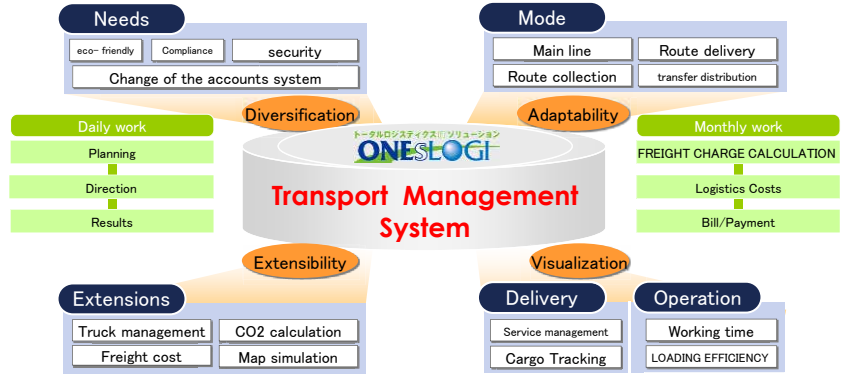 Needs
eco- friendly
Compliance
security
Change of the accounts system
Mode
Main line
Route delivery
Route collection
transfer distribution
Diversification
Adaptability
Daily work
Planning
Direction
Results
トータルロジスティクス ソリューション
ONEsLOGI
Transport Management
System
Monthly work
FREIGHT CHARGE CALCULATION
Logistics Costs
Bill/Payment
Extensibility
Visualization
Extensions
Truck management
CO2 calculation
Freight cost
Map simulation
Delivery
Service management
Cargo Tracking
Operation
Working time
LOADING EFFICIENCY